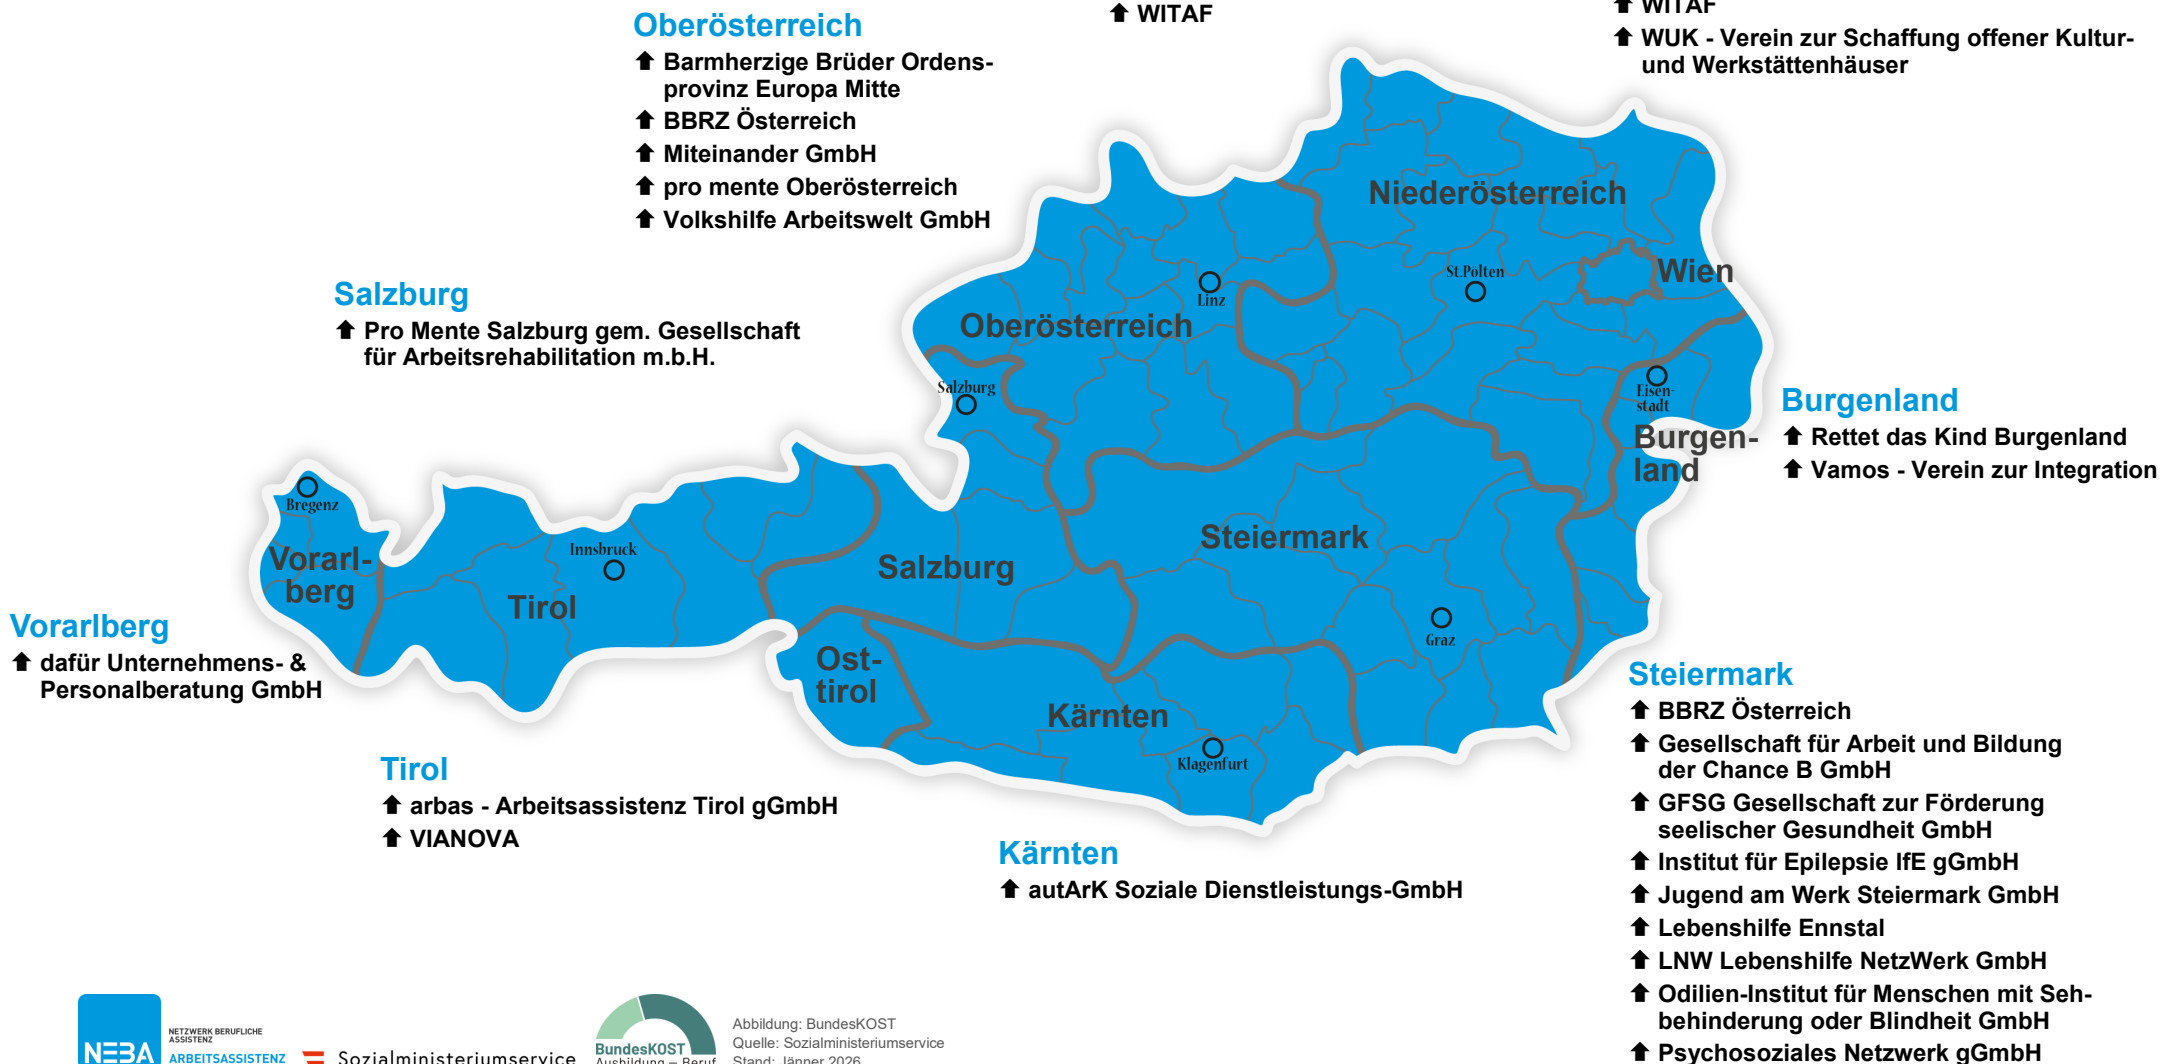 WITAF
WITAF
WUK - Verein zur Schaffung offener Kultur-
und Werkstättenhäuser
Oberösterreich
Barmherzige Brüder Ordens-
provinz Europa Mitte
BBRZ Österreich
Miteinander GmbH
pro mente Oberösterreich
Volkshilfe Arbeitswelt GmbH
Salzburg
Pro Mente Salzburg gem. Gesellschaft
für Arbeitsrehabilitation m.b.H.
Niederösterreich
St.Polten
Wien
Linz
Oberösterreich
Salzburg
Eisen-
stadt
Burgen-
land
Burgenland
Rettet das Kind Burgenland
Vamos - Verein zur Integration
Bregenz
Vorarl-
berg
Innsbruck
Tirol
Salzburg
Steiermark
Graz
Ost-
tirol
Kärnten
Klagenfurt
Vorarlberg
dafür Unternehmens- &
Personalberatung GmbH
Tirol
arbas - Arbeitsassistenz Tirol gGmbH
VIANOVA
Kärnten
autArK Soziale Dienstleistungs-GmbH
Steiermark
BBRZ Österreich
Gesellschaft für Arbeit und Bildung
der Chance B GmbH
GFSG Gesellschaft zur Förderung
seelischer Gesundheit GmbH
Institut für Epilepsie IfE gGmbH
Jugend am Werk Steiermark GmbH
Lebenshilfe Ennstal
LNW Lebenshilfe NetzWerk GmbH
Odilien-Institut für Menschen mit Seh-
behinderung oder Blindheit GmbH
Psychosoziales Netzwerk gGmbH
NEBA
NETZWERK BERUFLICHE
ASSISTENZ
ARBEITSASSISTENZ
Sozialministeriumservice
BundesKOST
Ausbildung – Beruf
Abbildung: BundesKOST
Quelle: Sozialministeriumservice
Stand: Jänner 2026